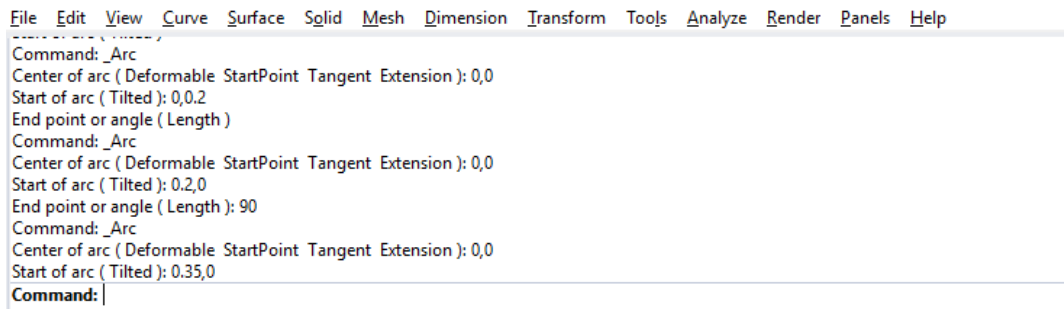 File Edit View Curve Surface Solid Mesh Dimension Transform Tools Analyze Render Panels Help
Command: _Arc
Center of arc ( Deformable StartPoint Tangent Extension ): 0,0
Start of arc ( Tilted ): 0,0.2
End point or angle ( Length )
Command: _Arc
Center of arc ( Deformable StartPoint Tangent Extension ): 0,0
Start of arc ( Tilted ): 0.2,0
End point or angle ( Length ): 90
Command: _Arc
Center of arc ( Deformable StartPoint Tangent Extension ): 0,0
Start of arc ( Tilted ): 0.35,0
Command: